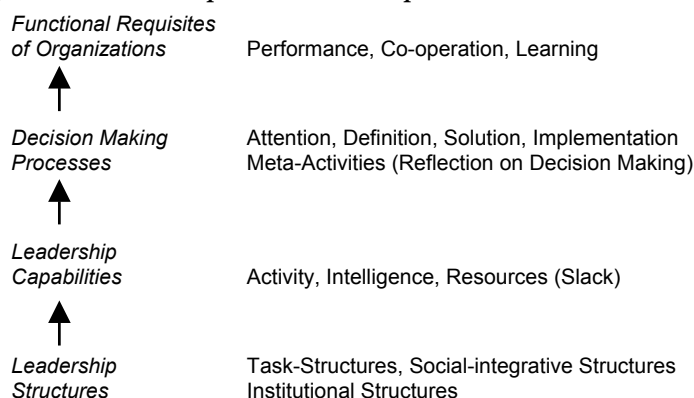 Functional Requisites
of Organizations Performance, Co-operation, Learning
Decision Making Attention, Definition, Solution, Implementation
Processes Meta-Activities (Reflection on Decision Making)
Leadership
Capabilities Activity, Intelligence, Resources (Slack)
Leadership Task-Structures, Social-integrative Structures
Structures Institutional Structures